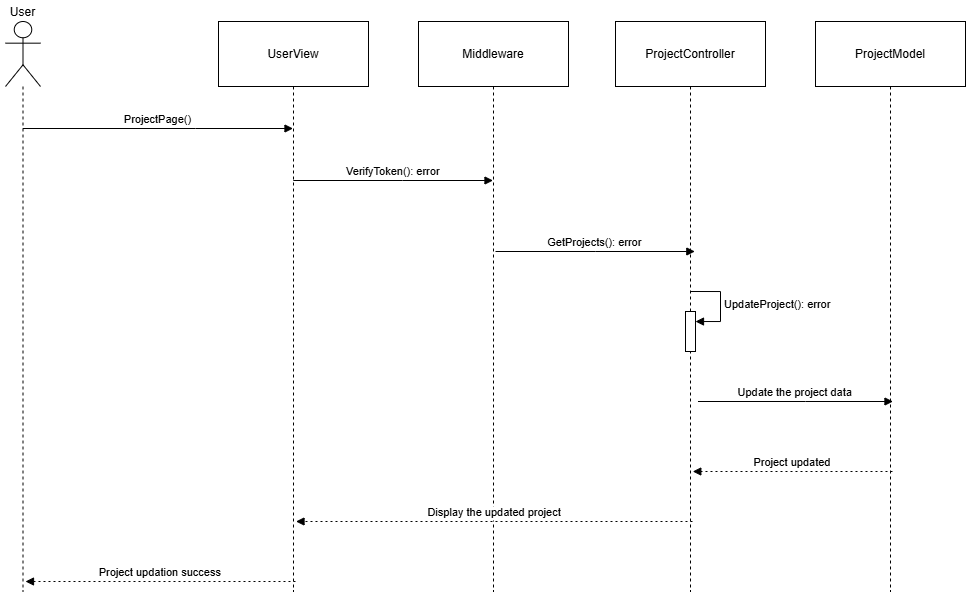 User
UserView
Middleware
ProjectController
ProjectModel
ProjectPage()
VerifyToken(): error
GetProjects(): error
UpdateProject(): error
Update the project data
Project updated
Display the updated project
Project updation success